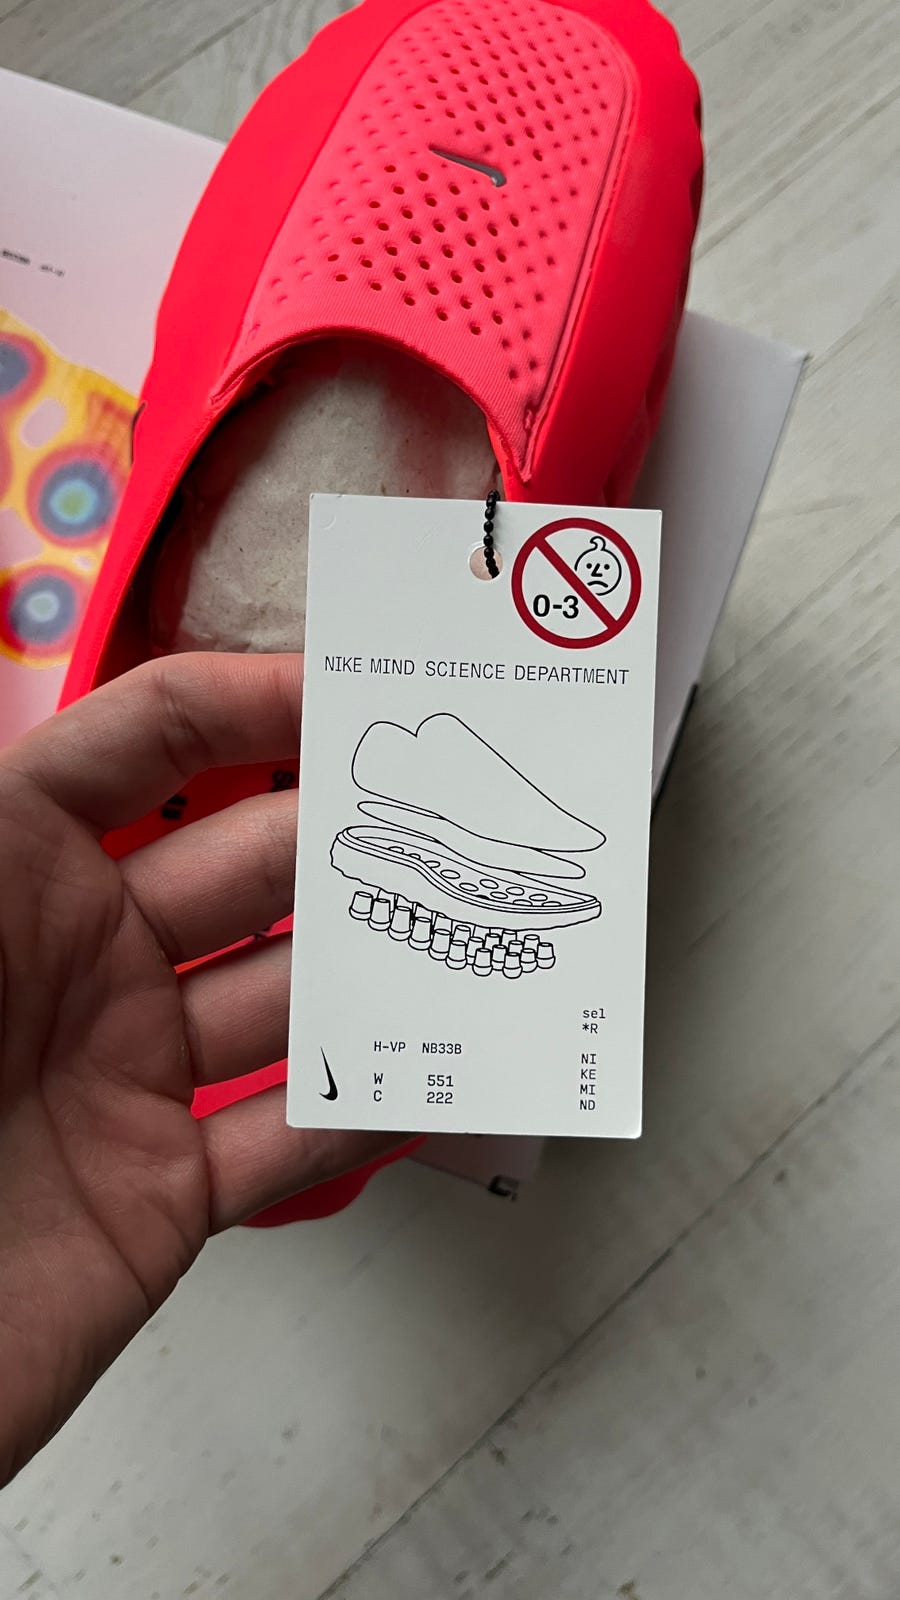 0-3
NIKE MIND SCIENCE DEPARTMENT
sel
*R
H-VP NB33B
W 551
C 222
NI
KE
MI
ND